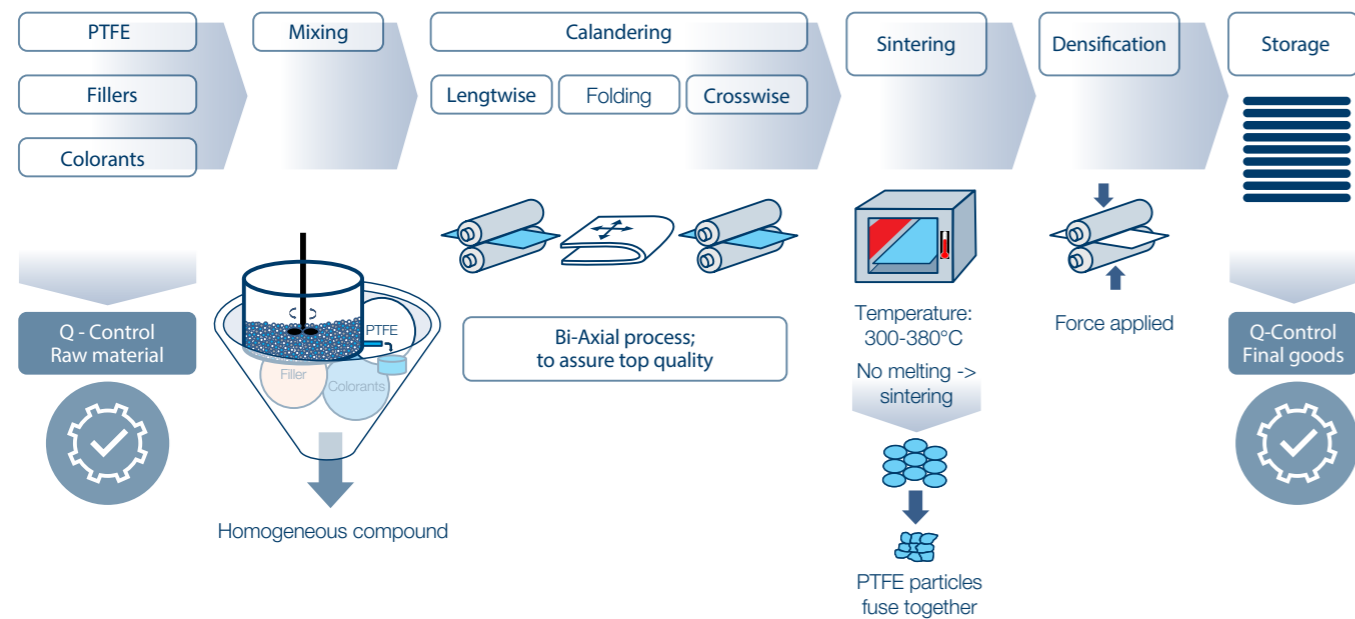 PTFE
Fillers
Colorants
Q - Control
Raw material
Mixing
PTFE
Filler
Colorants
Homogeneous compound
Calandering
Lengtwise
Folding
Crosswise
Bi-Axial process;
to assure top quality
Sintering
Temperature:
300-380°C
No melting ->
sintering
PTFE particles
fuse together
Densification
Force applied
Storage
Q-Control
Final goods